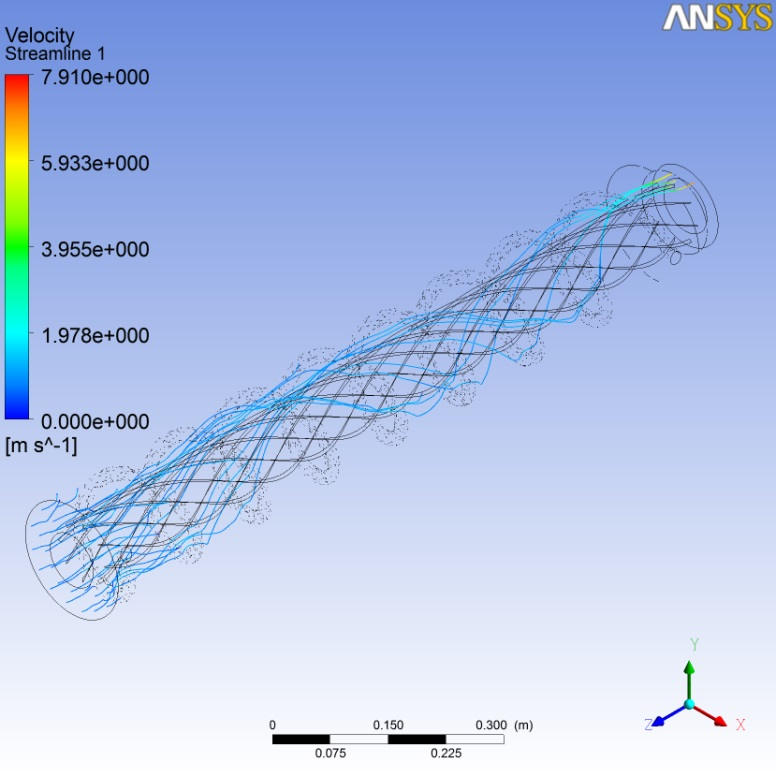 ANSYS
Velocity
Streamline 1
7.910e+000
5.933e+000
3.955e+000
1.978e+000
0.000e+000
[m s^-1]
Y
Z X
0 0.150 0.300 (m)
0.075 0.225